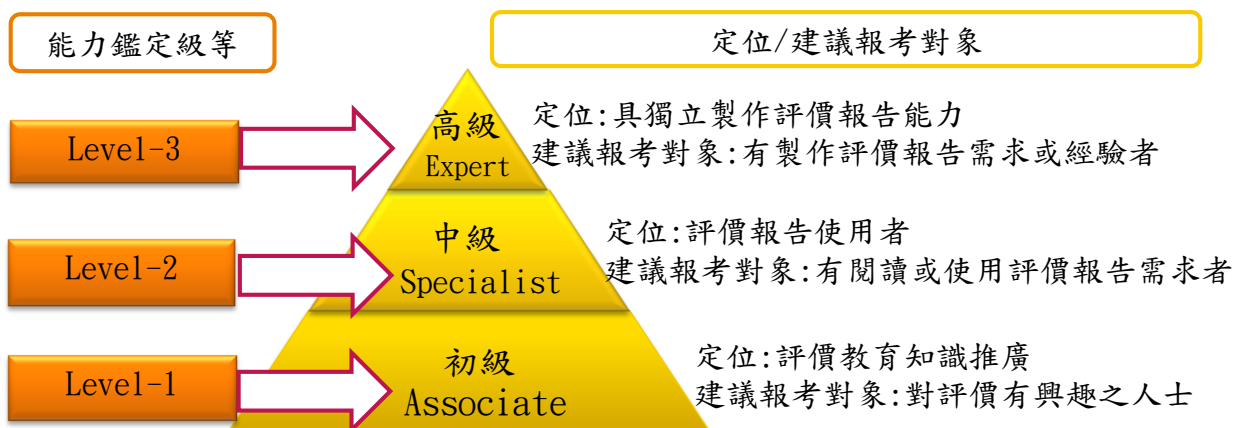 能力鑑定級等
定位/建議報考對象
Level-3
高級
Expert
定位:具獨立製作評價報告能力
建議報考對象:有製作評價報告需求或經驗者
Level-2
中級
Specialist
定位:評價報告使用者
建議報考對象:有閱讀或使用評價報告需求者
Level-1
初級
Associate
定位:評價教育知識推廣
建議報考對象:對評價有興趣之人士